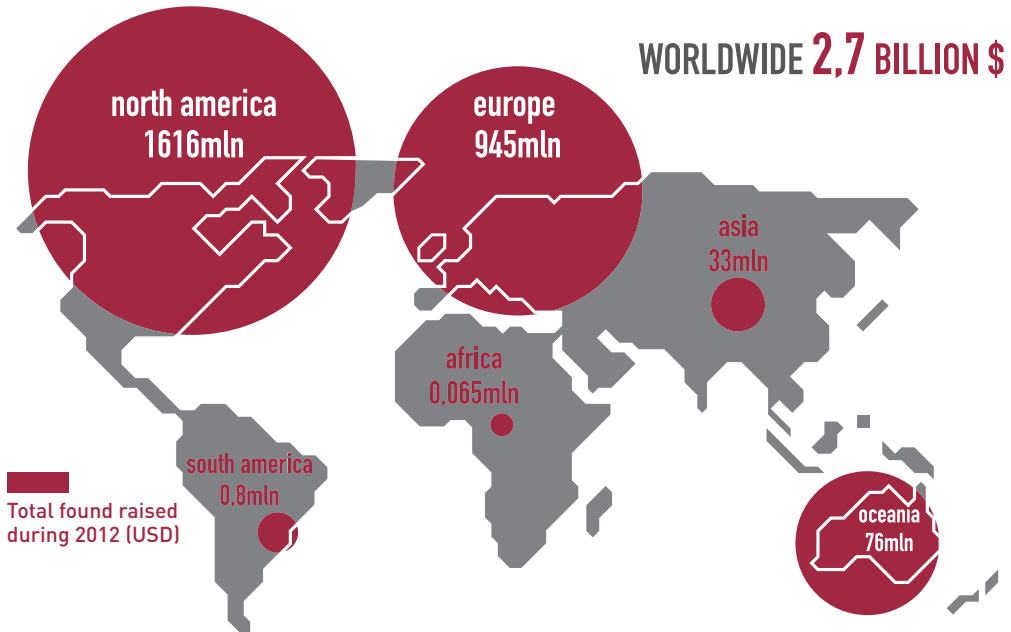 WORLDWIDE 2,7 BILLION $
north america
1616mln
europe
945mln
asia
33mln
africa
0,065mln
south america
0,8mln
oceania
76mln
Total found raised
during 2012 (USD)